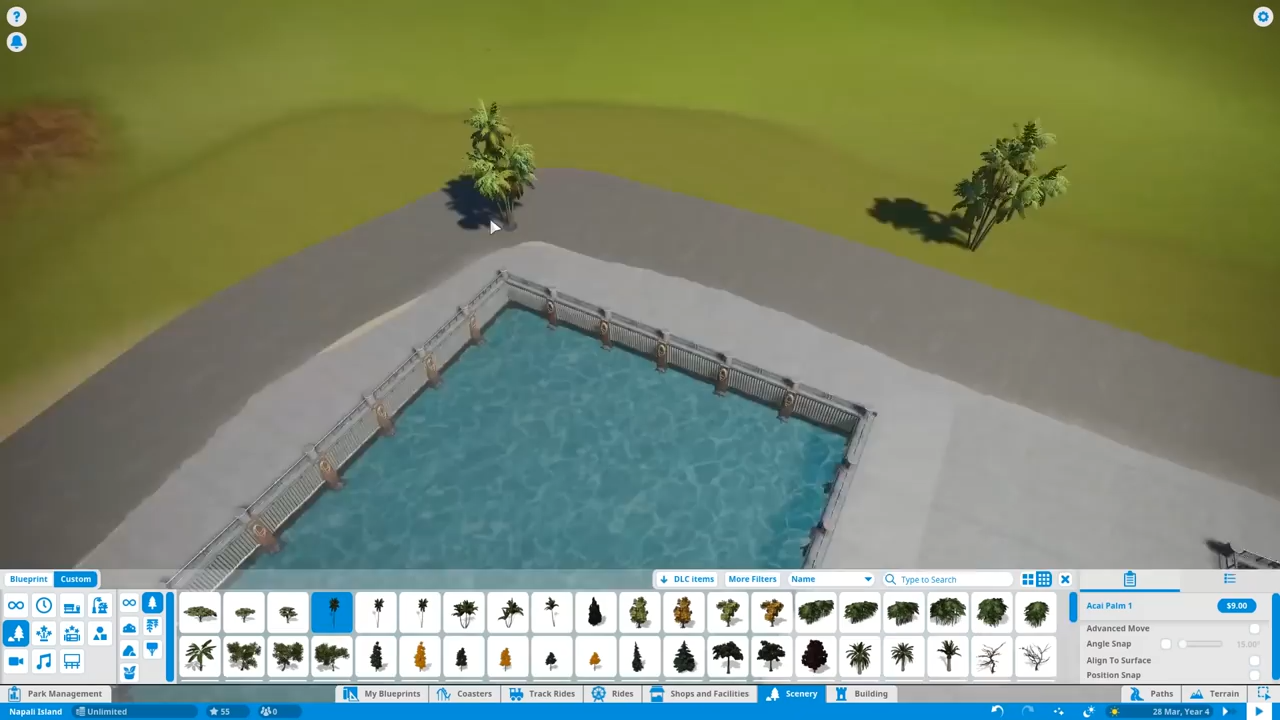 ?
Blueprint
Custom
DLC items
More Filters
Name
Type to Search
Acai Palm 1
$9.00
Advanced Move
Angle Snap
15.00°
Align To Surface
Position Snap
Park Management
My Blueprints
Coasters
Track Rides
Rides
Shops and Facilities
Scenery
Building
Paths
Terrain
Napali Island
Unlimited
55
0
28 Mar, Year 4